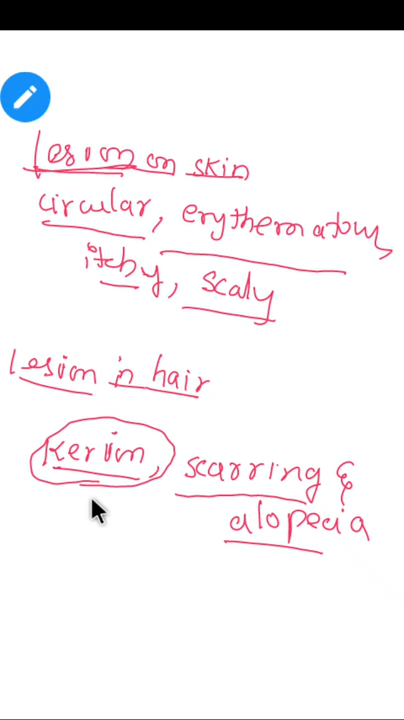 Lesion on skin
circular, erythematous,
itchy, scaly
Lesion in hair
Kerion, scarring &
alopecia